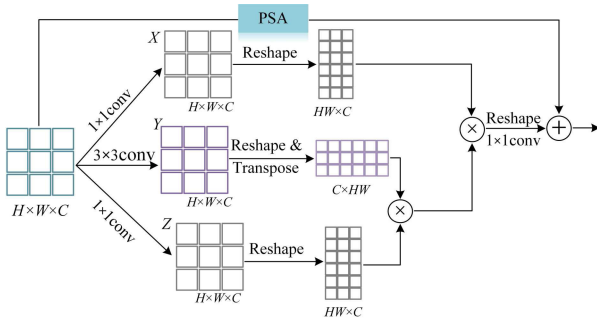 PSA
X
Reshape
1×1conv
H×W×C
HW×C
Y
3×3conv
Reshape &
Transpose
H×W×C
C×HW
H×W×C
1×1conv
Z
Reshape
H×W×C
HW×C
×
×
Reshape
1×1conv
+